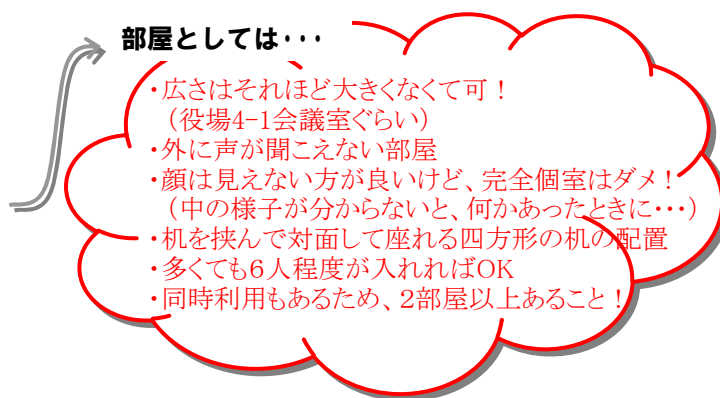 部屋としては・・・
・広さはそれほど大きくなくて可！
（役場4-1会議室ぐらい）
・外に声が聞こえない部屋
・顔は見えない方が良いけど、完全個室はダメ！
（中の様子が分からないと、何かあったときに・・・）
・机を挟んで対面して座れる四方形の机の配置
・多くても６人程度が入れればOK
・同時利用もあるため、２部屋以上あること！